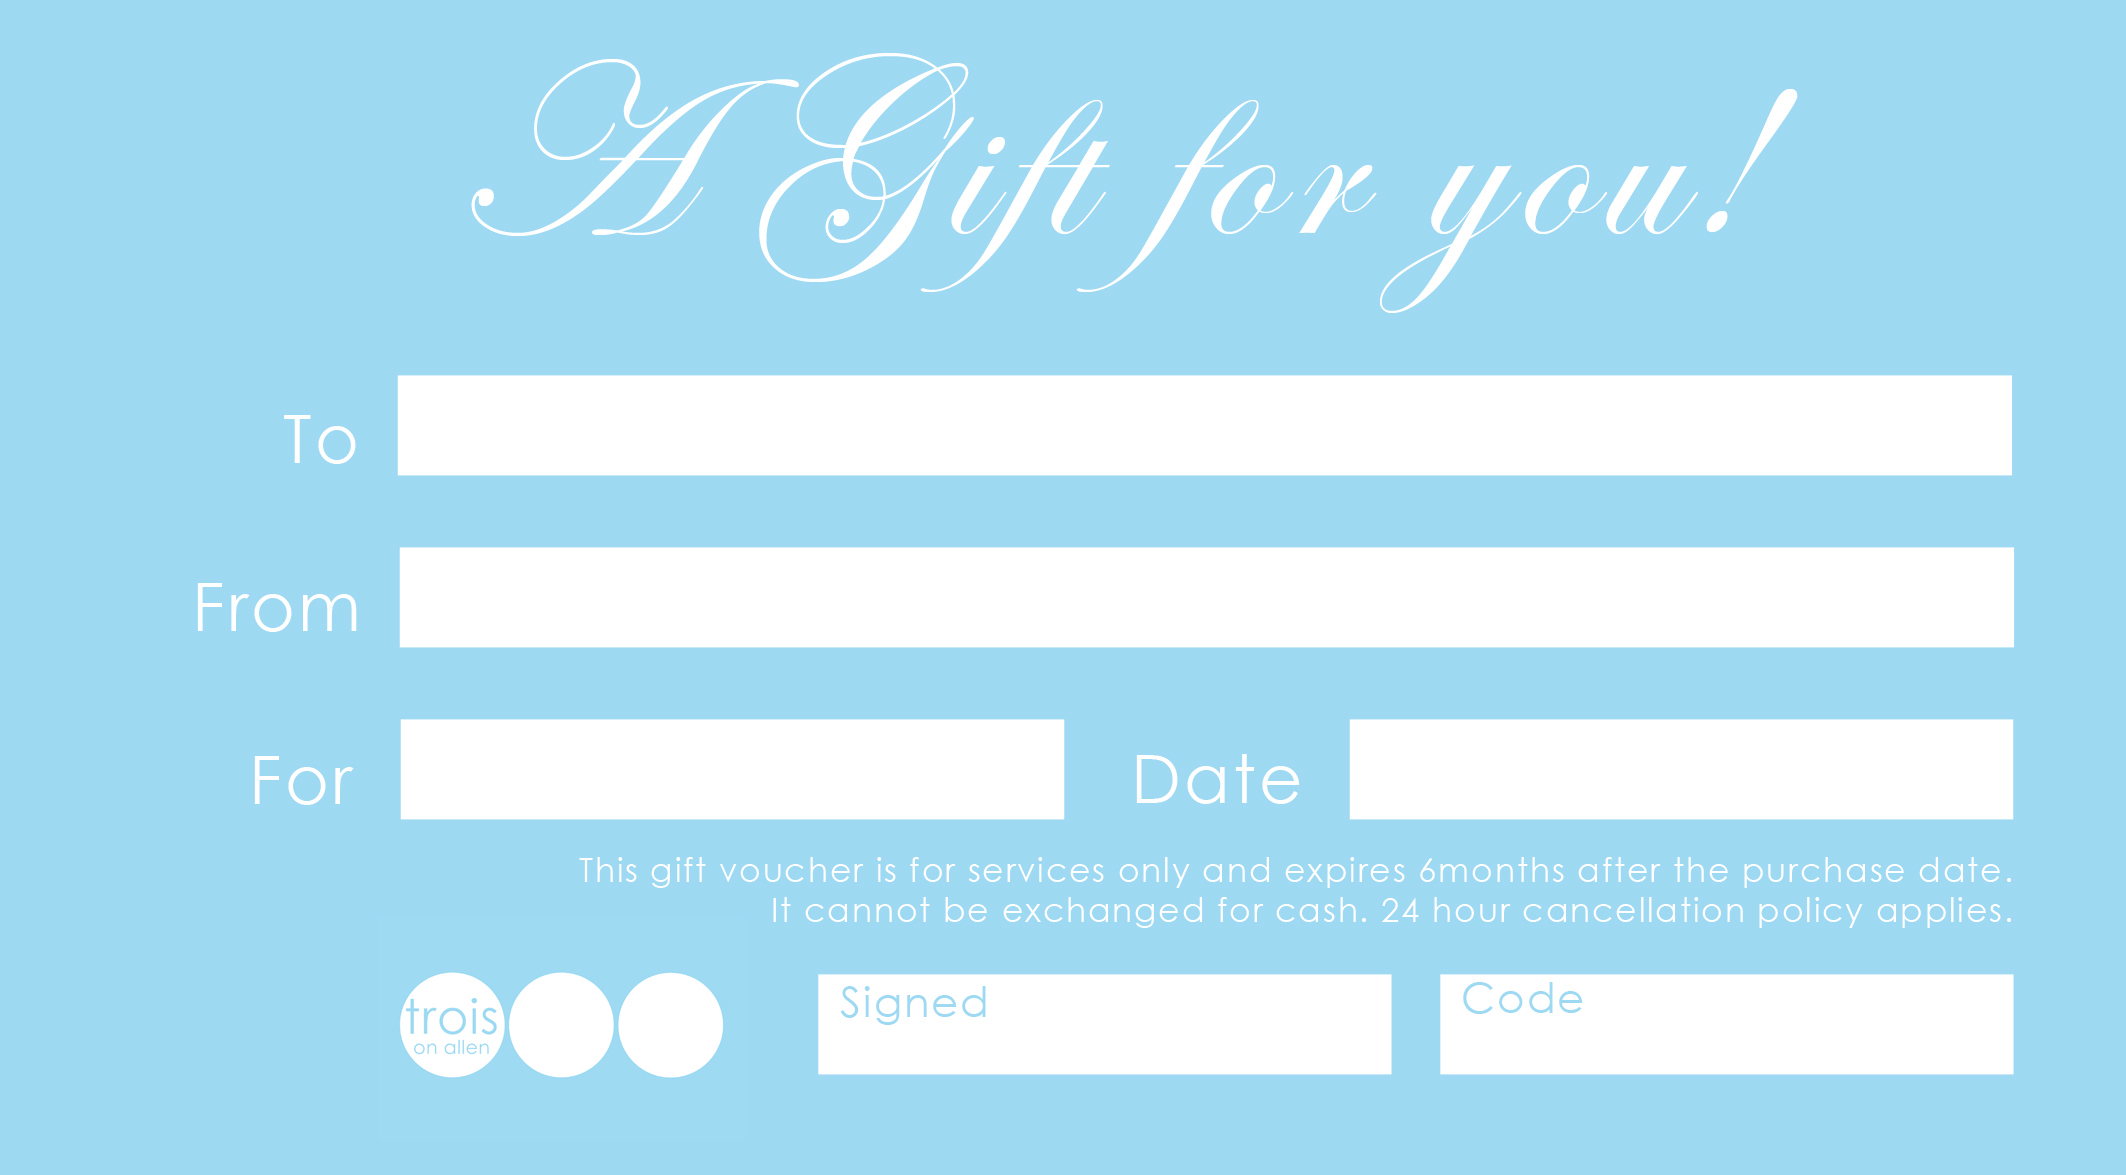 A Gift for you!
To
From
For
Date
This gift voucher is for services only and expires 6months after the purchase date.
It cannot be exchanged for cash. 24 hour cancellation policy applies.
trois
on allen
Signed
Code